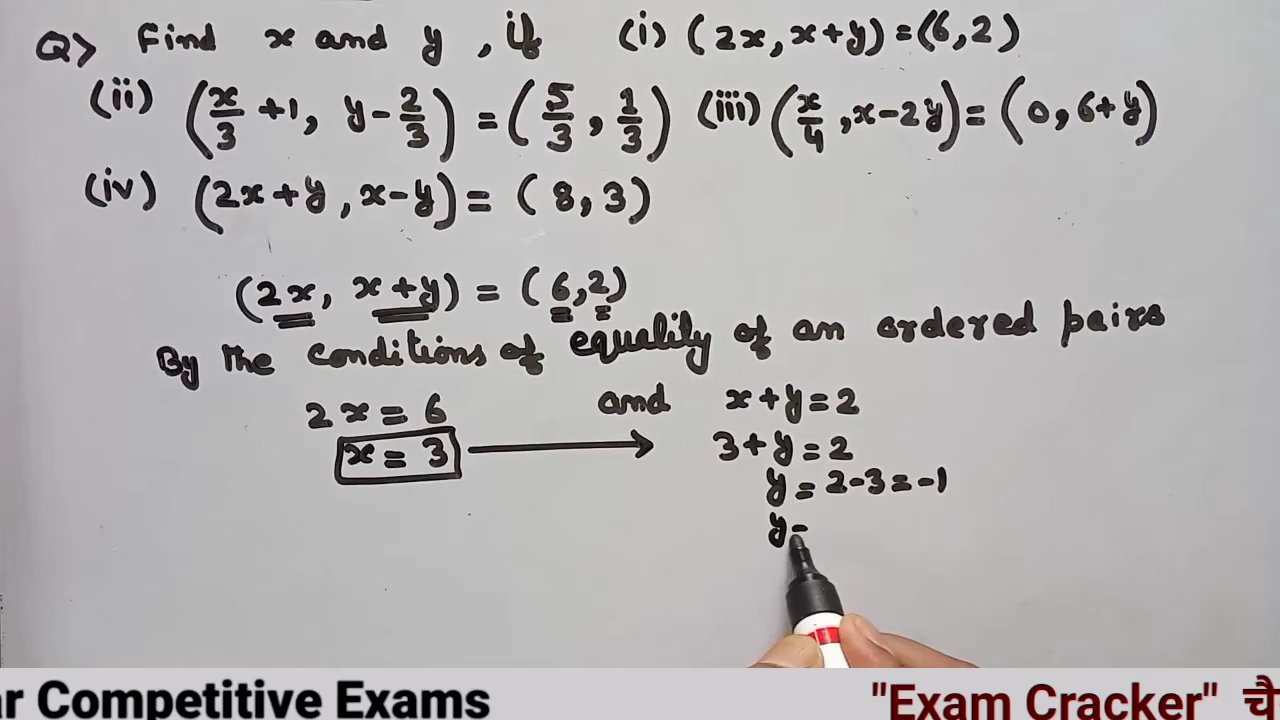 Q> Find x and y, if (i) (2x, x+y) = (6,2)
(ii) (x/3 +1, y-2/3) = (5/3, 1/3) (iii) (x/4, x-2y) = (0, 6+y)
(iv) (2x+y, x-y) = (8,3)
(2x, x+y) = (6,2)
By the conditions of equality of an ordered pairs
2x = 6 and x+y=2
x = 3 → 3+y=2
y = 2-3 = -1
y-
ar Competitive Exams "Exam Cracker" चै